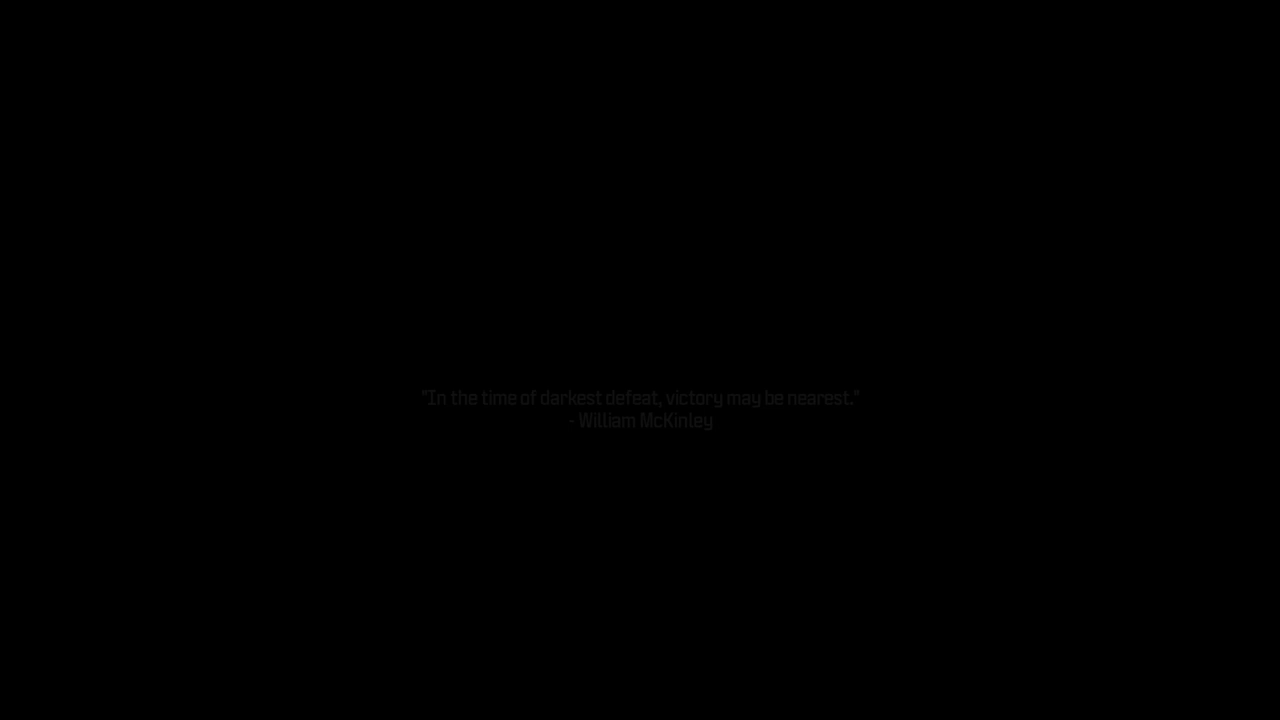 "In the time of darkest defeat, victory may be nearest."
- William McKinley